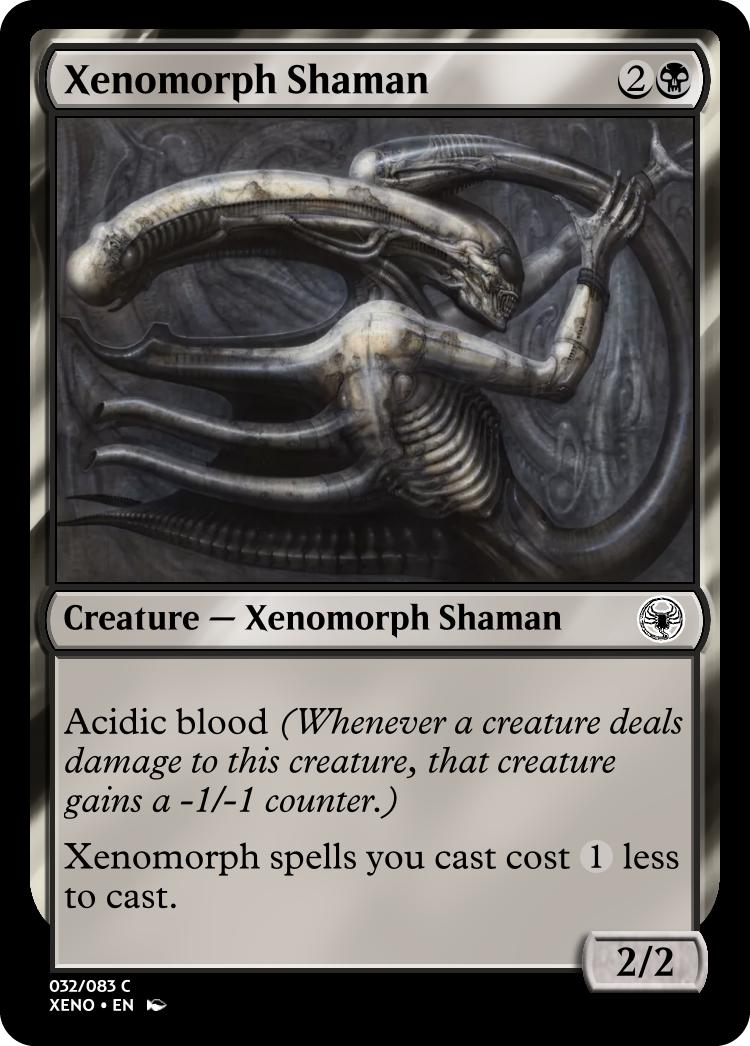 Xenomorph Shaman 2
Creature — Xenomorph Shaman
Acidic blood (Whenever a creature deals
damage to this creature, that creature
gains a -1/-1 counter.)
Xenomorph spells you cast cost 1 less
to cast.
2/2
032/083 C
XENO • EN